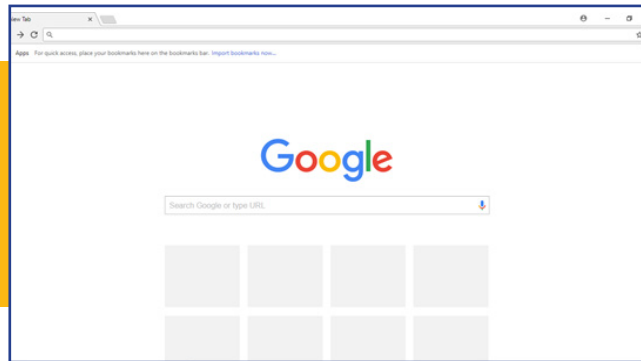 ew Tab
Apps For quick access, place your bookmarks here on the bookmarks bar. Import bookmarks now...
Google
Search Google or type URL